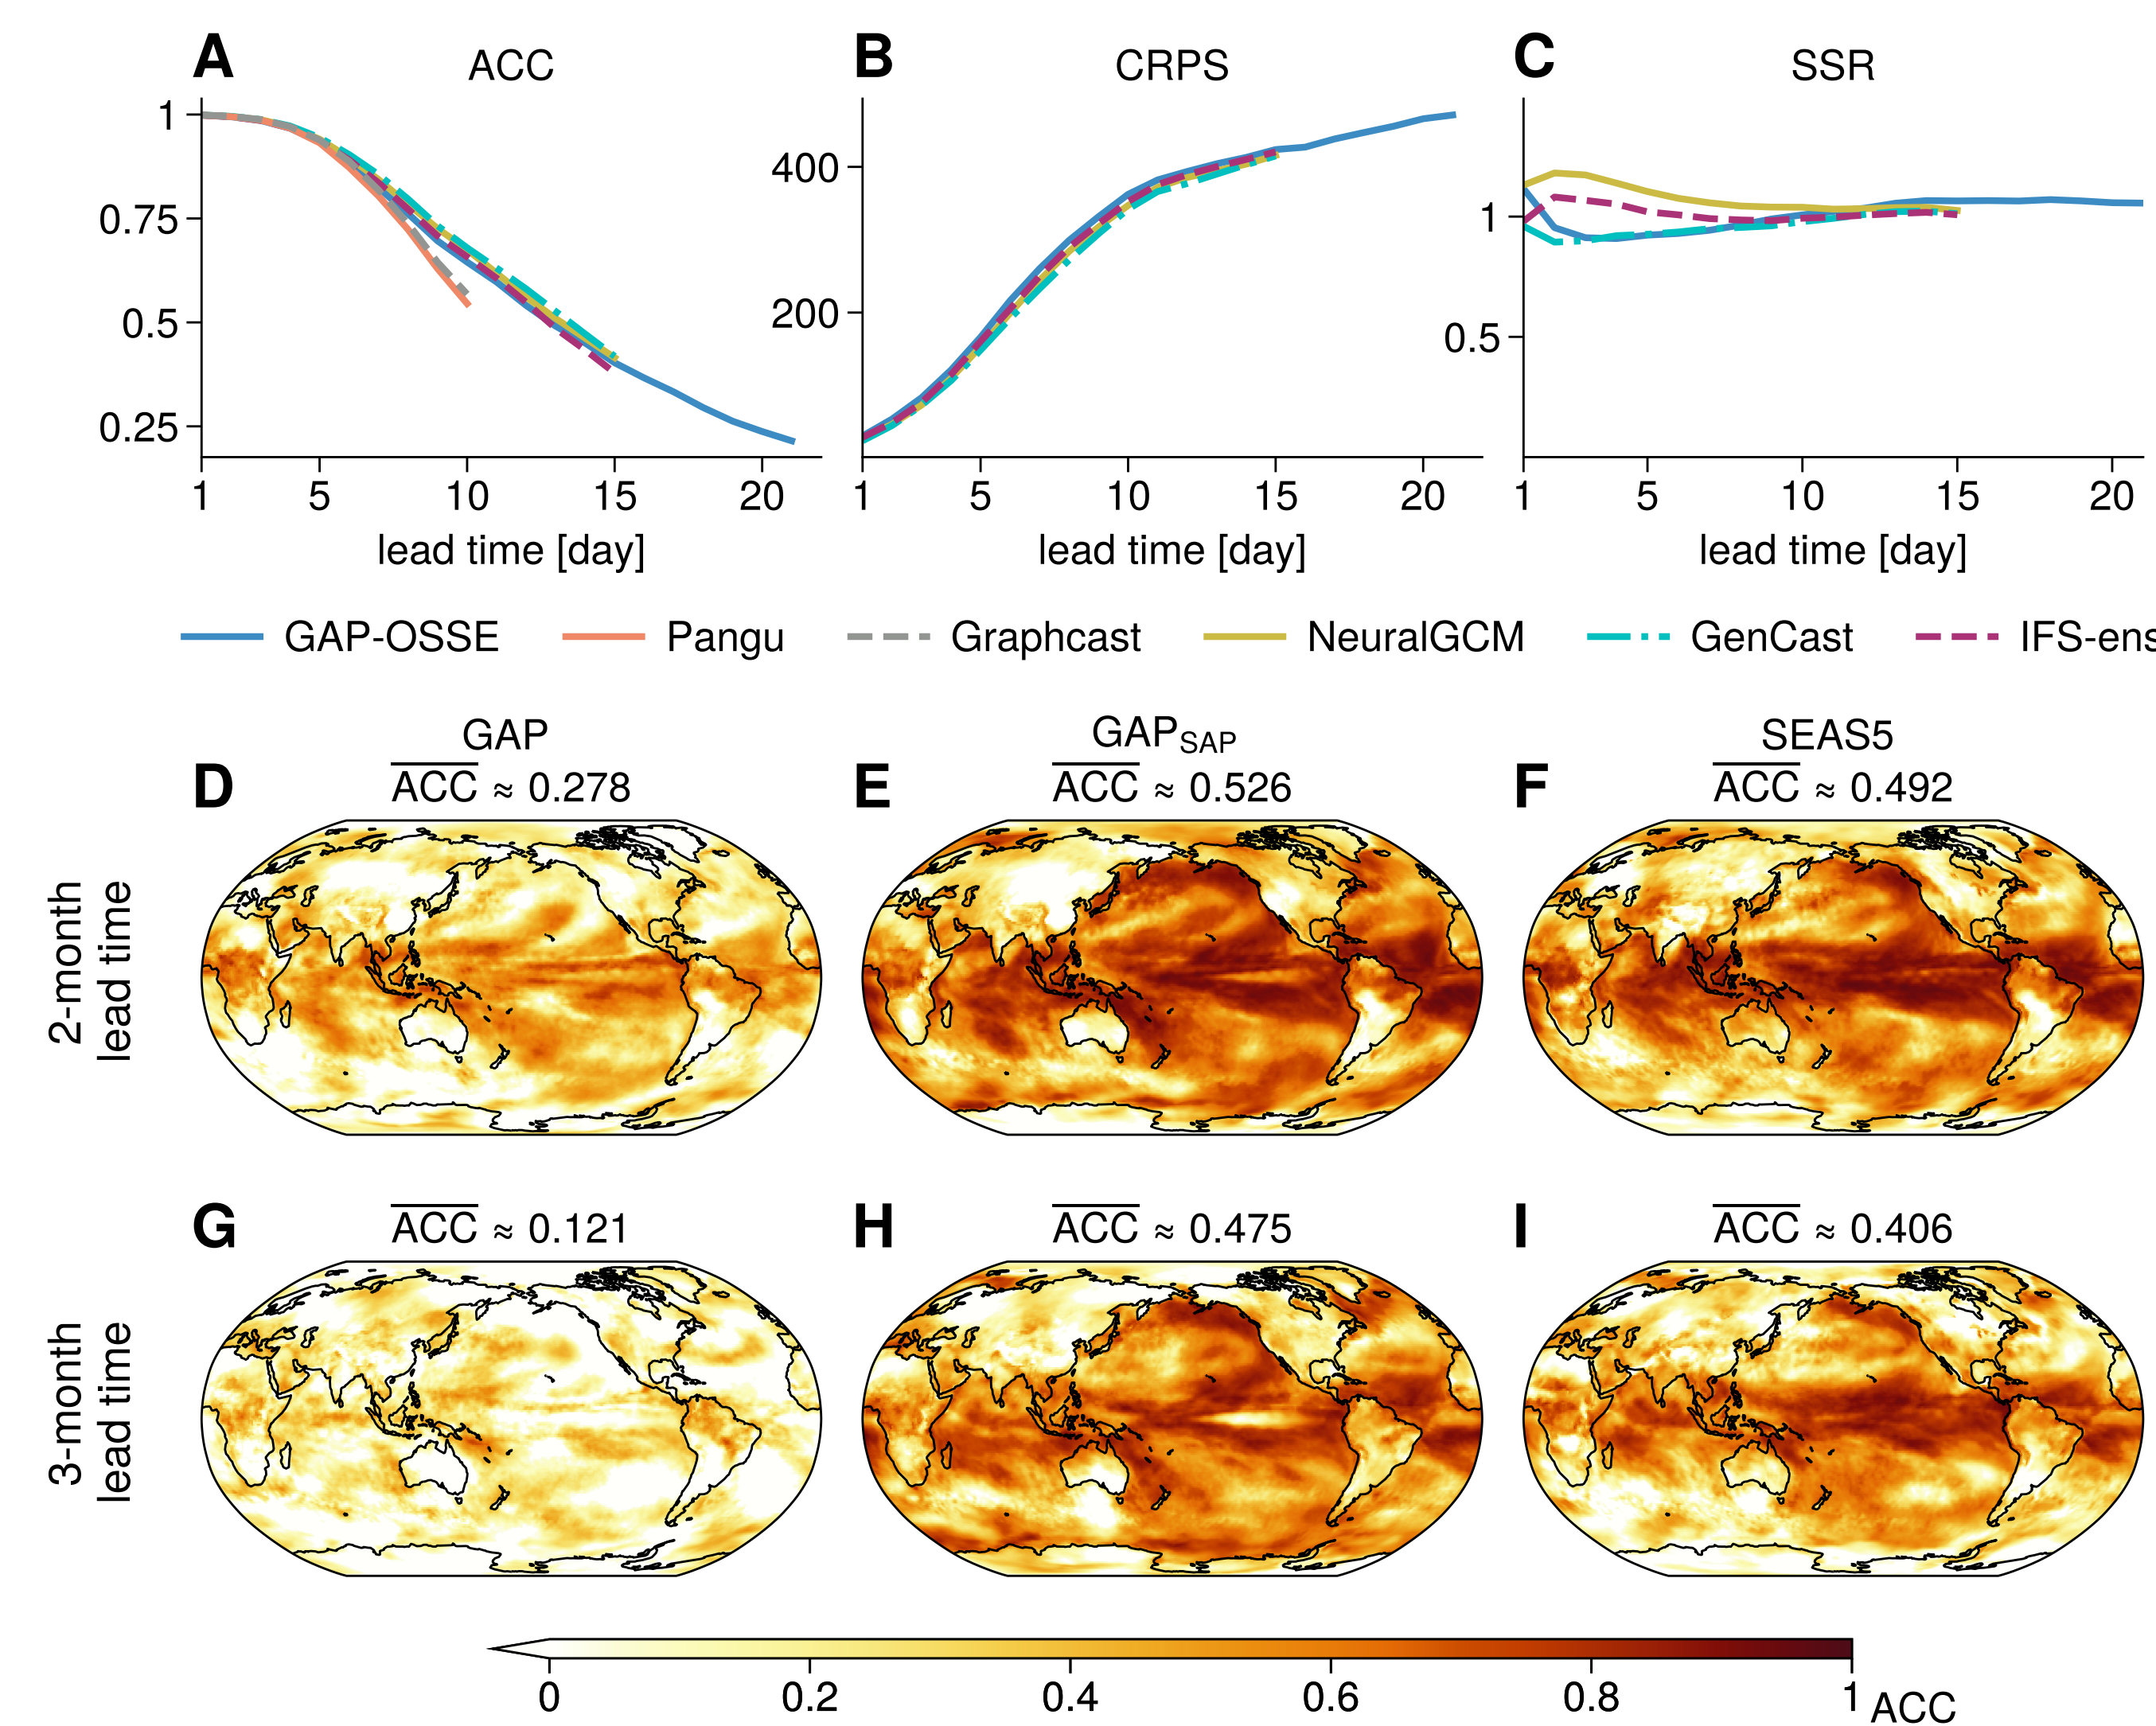 A ACC
B CRPS
C SSR
1
0.75
0.5
0.25
1 5 10 15 20
lead time [day]
400
200
1 5 10 15 20
lead time [day]
1
0.5
1 5 10 15 20
lead time [day]
GAP-OSSE Pangu Graphcast NeuralGCM GenCast IFS-ens
GAP
D ACC ≈ 0.278
GAPSAP
E ACC ≈ 0.526
SEAS5
F ACC ≈ 0.492
2-month
lead time
G ACC ≈ 0.121
H ACC ≈ 0.475
I ACC ≈ 0.406
3-month
lead time
0 0.2 0.4 0.6 0.8 1 ACC